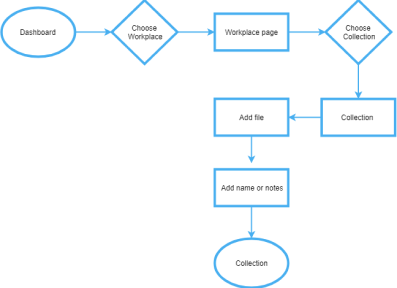 Dashboard
Choose
Workplace
Workplace page
Choose
Collection
Add file
Collection
Add name or notes
Collection